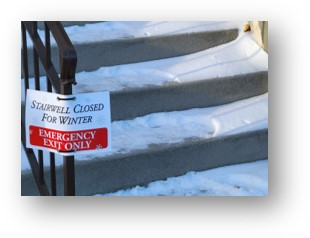 Stairwell Closed
For Winter
EMERGENCY
EXIT ONLY